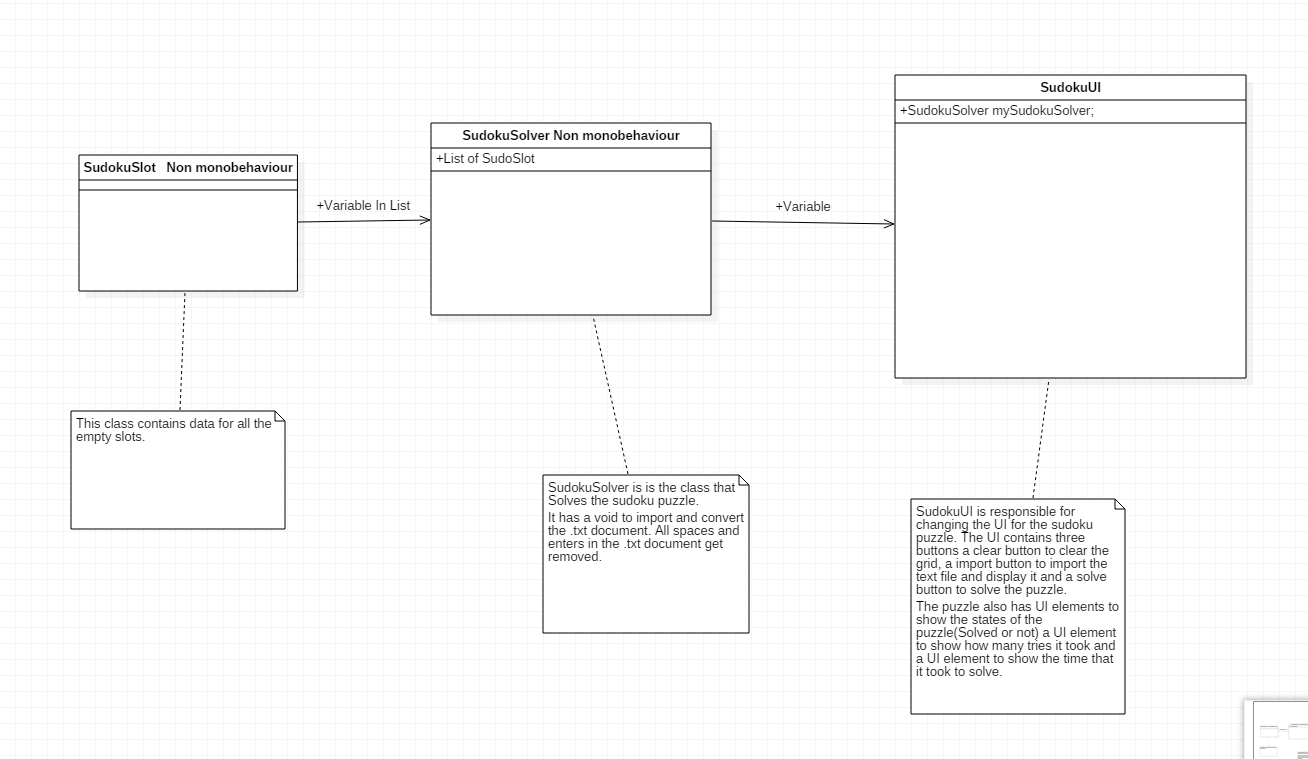 SudokuSlot   Non monobehaviour
+Variable In List
SudokuSolver Non monobehaviour
+List of SudoSlot
+Variable
SudokuUI
+SudokuSolver mySudokuSolver;
This class contains data for all the
empty slots.
SudokuSolver is is the class that
Solves the sudoku puzzle.
It has a void to import and convert
the .txt document. All spaces and
enters in the .txt document get
removed.
SudokuUI is responsible for
changing the UI for the sudoku
puzzle. The UI contains three
buttons a clear button to clear the
grid, a import button to import the
text file and display it and a solve
button to solve the puzzle.
The puzzle also has UI elements to
show the states of the
puzzle(Solved or not) a UI element
to show how many tries it took and
a UI element to show the time that
it took to solve.